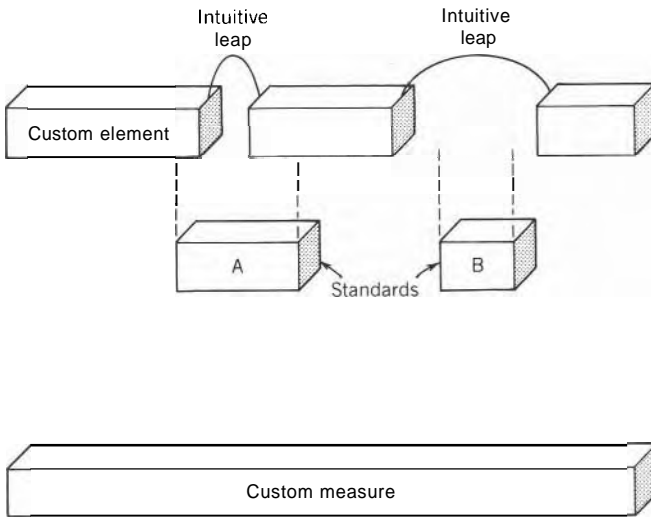 Intuitive
leap
Intuitive
leap
Custom element
A
B
Standards
Custom measure